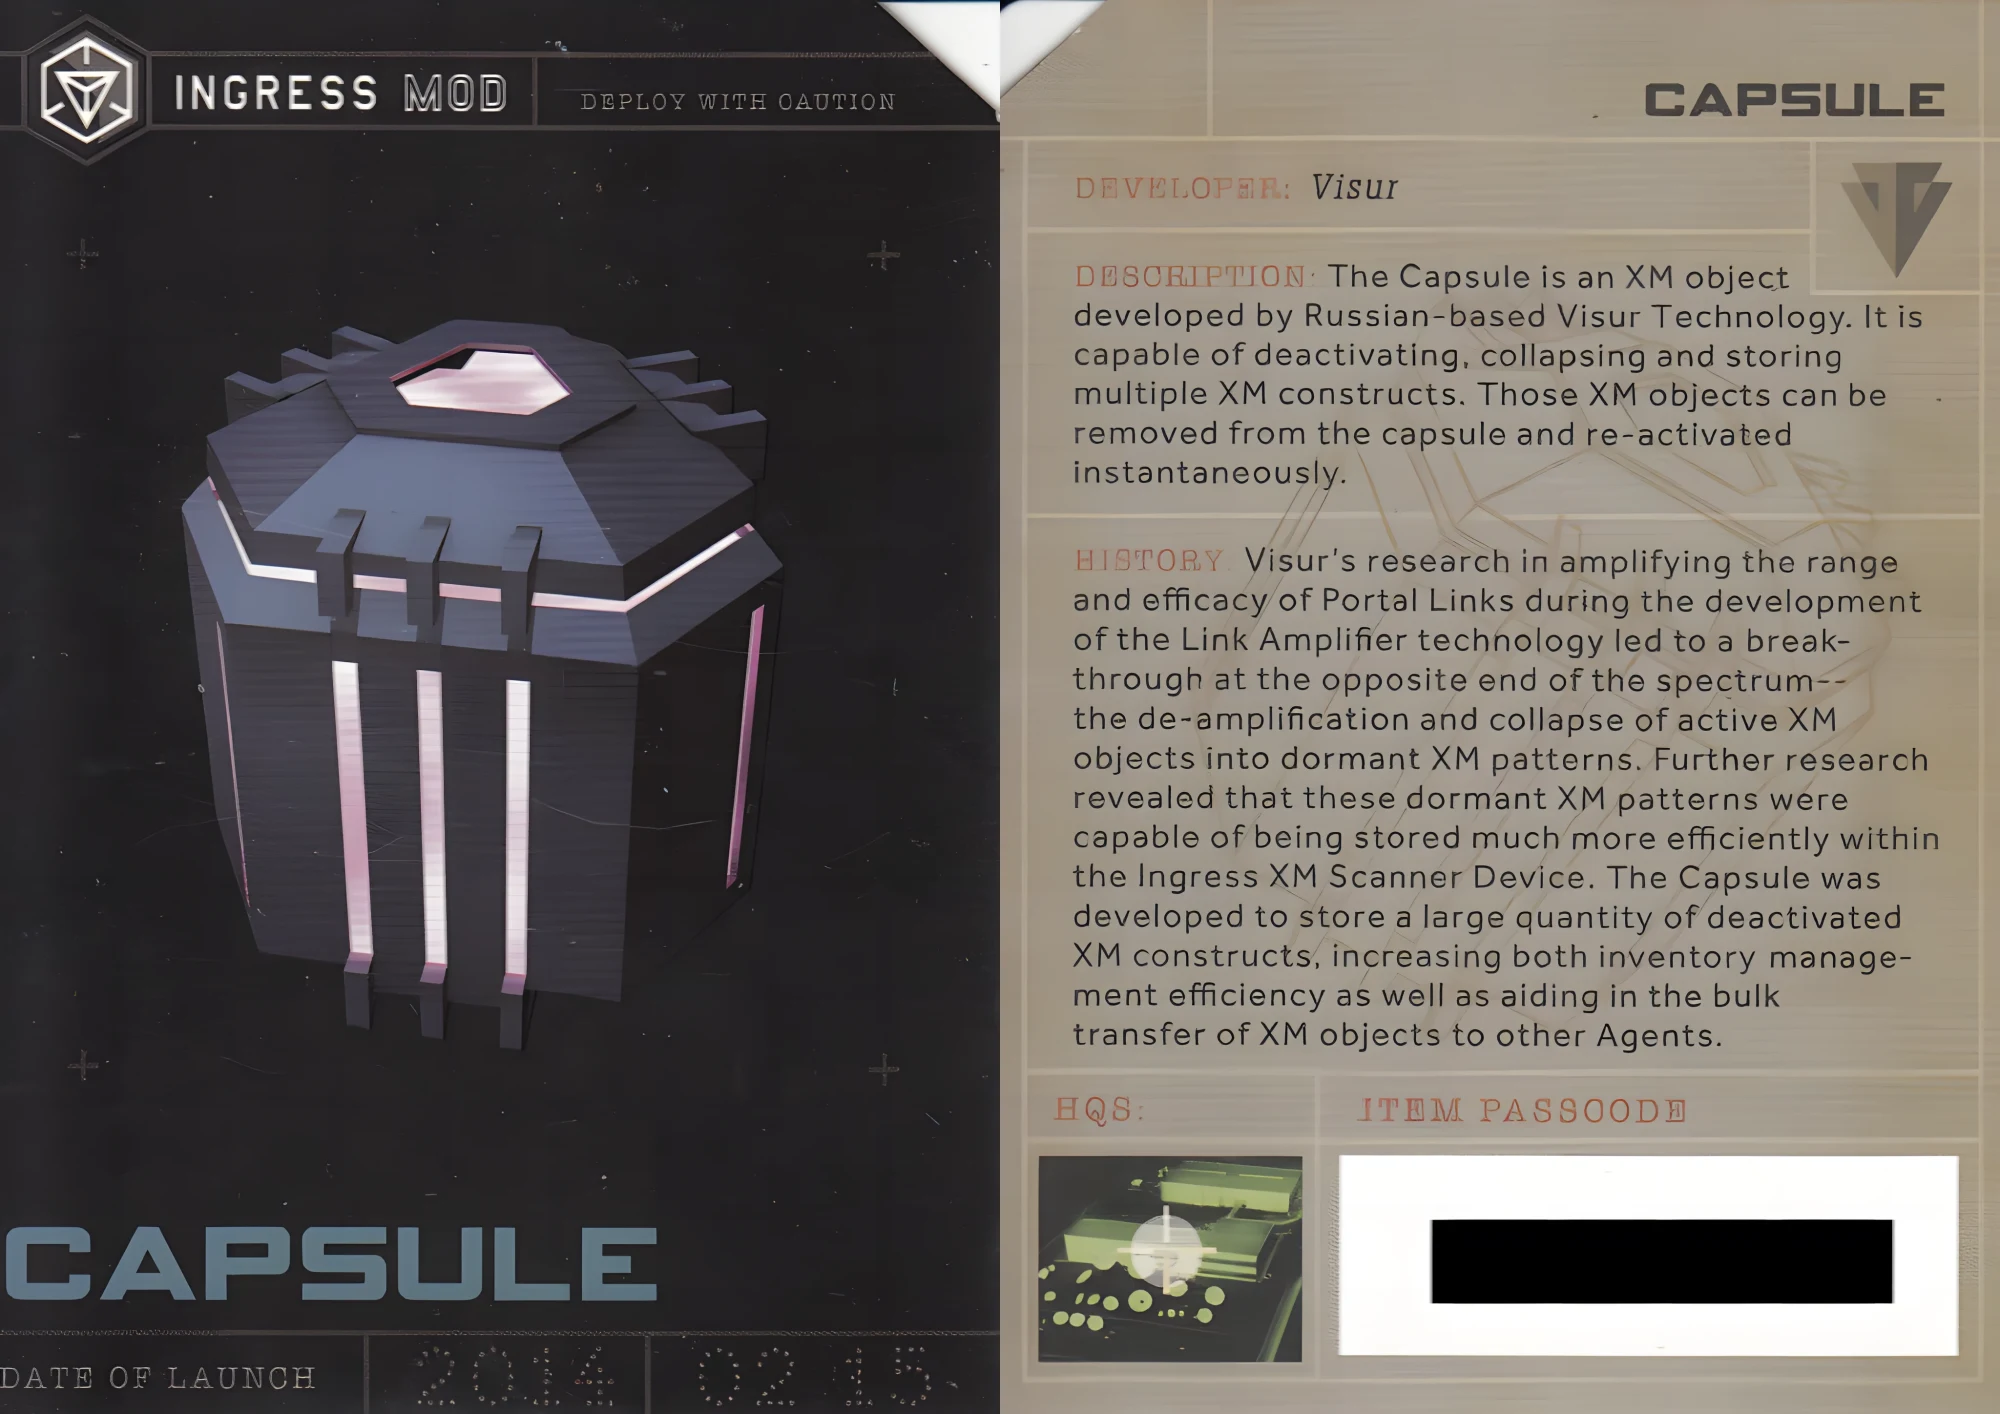 INGRESS MOD
DEPLOY WITH CAUTION
CAPSULE
DATE OF LAUNCH
2014
02 15
CAPSULE
DEVELOPER: Visur
DESCRIPTION: The Capsule is an XM object
developed by Russian-based Visur Technology. It is
capable of deactivating, collapsing and storing
multiple XM constructs. Those XM objects can be
removed from the capsule and re-activated
instantaneously.
HISTORY: Visur's research in amplifying the range
and efficacy of Portal Links during the development
of the Link Amplifier technology led to a break-
through at the opposite end of the spectrum--
the de-amplification and collapse of active XM
objects into dormant XM patterns. Further research
revealed that these dormant XM patterns were
capable of being stored much more efficiently within
the Ingress XM Scanner Device. The Capsule was
developed to store a large quantity of deactivated
XM constructs, increasing both inventory manage-
ment efficiency as well as aiding in the bulk
transfer of XM objects to other Agents.
HQS:
ITEM PASSCODE